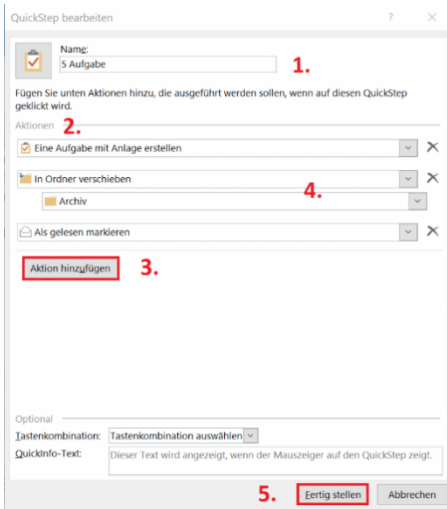 QuickStep bearbeiten ? ×
Name:
5 Aufgabe 1.
Fügen Sie unten Aktionen hinzu, die ausgeführt werden sollen, wenn auf diesen QuickStep
geklickt wird.
Aktionen 2.
Eine Aufgabe mit Anlage erstellen
In Ordner verschieben
4.
Archiv
Als gelesen markieren
Aktion hinzufügen 3.
Optional
Tastenkombination: Tastenkombination auswählen
QuickInfo-Text: Dieser Text wird angezeigt, wenn der Mauszeiger auf den QuickStep zeigt.
5. Fertig stellen Abbrechen